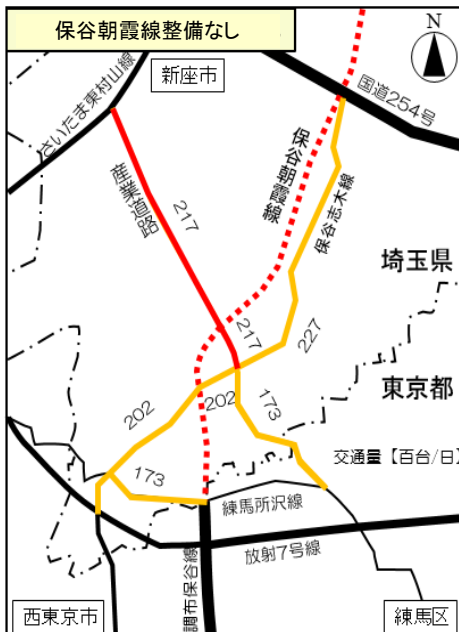 保谷朝霞線整備なし
N
新座市
国道254号
さいたま東村山線
保谷朝霞線
産業道路
217
保谷志木線
埼玉県
217
227
東京都
202
202
173
交通量【百台/日】
173
練馬所沢線
放射7号線
調布保谷線
西東京市
練馬区